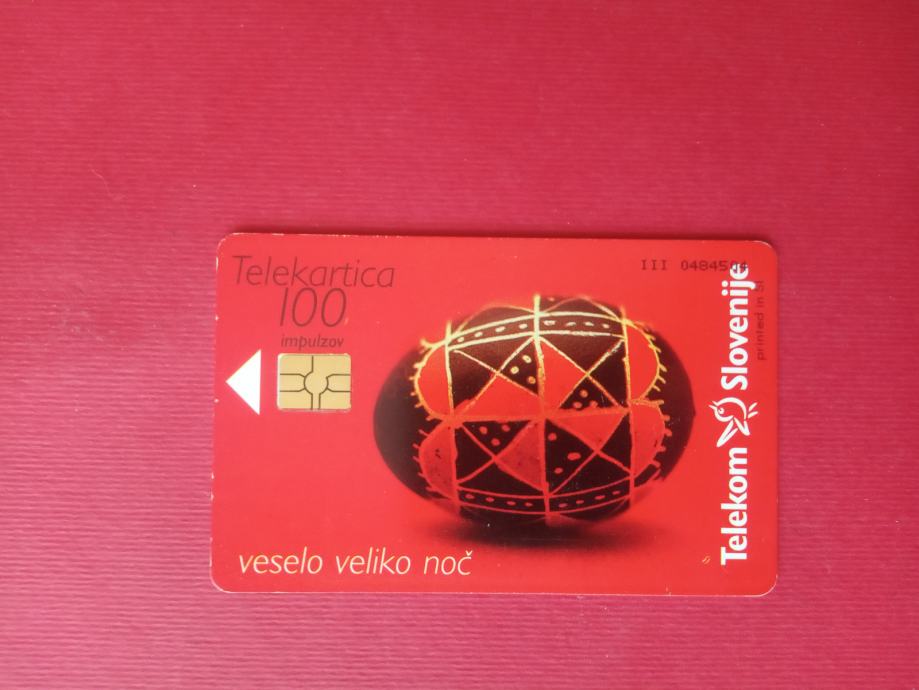 Telekartica
100
impulzov
III 0484504
Telekom Slovenije
printed in SI
veselo veliko noč